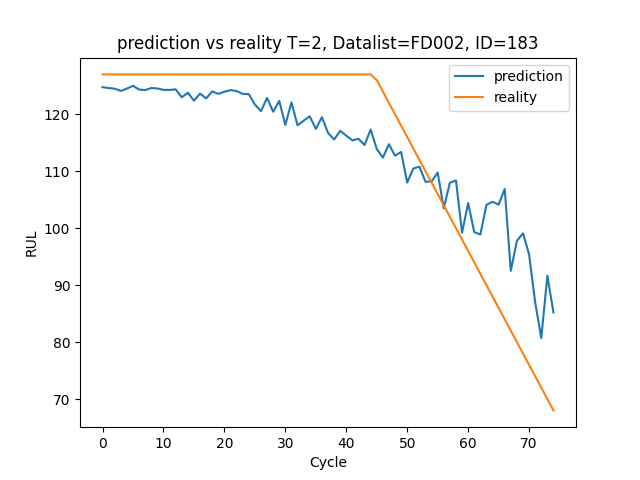 prediction vs reality T=2, Datalist=FD002, ID=183
prediction
reality
RUL
120
110
100
90
80
70
0 10 20 30 40 50 60 70
Cycle